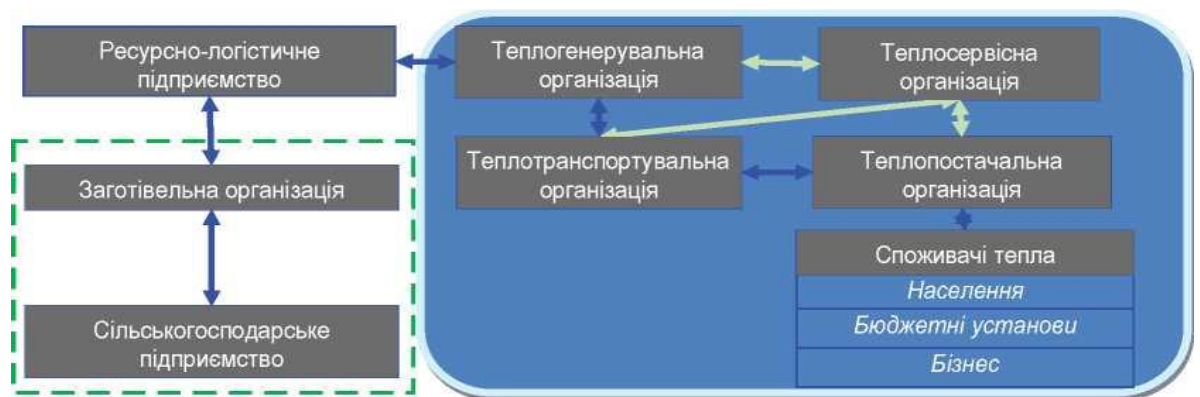 Ресурсно-логістичне
підприємство
Теплогенерувальна
організація
Теплосервісна
організація
Заготівельна організація
Теплотранспортувальна
організація
Теплопостачальна
організація
Споживачі тепла
Населення
Бюджетні установи
Бізнес
Сільськогосподарське
підприємство